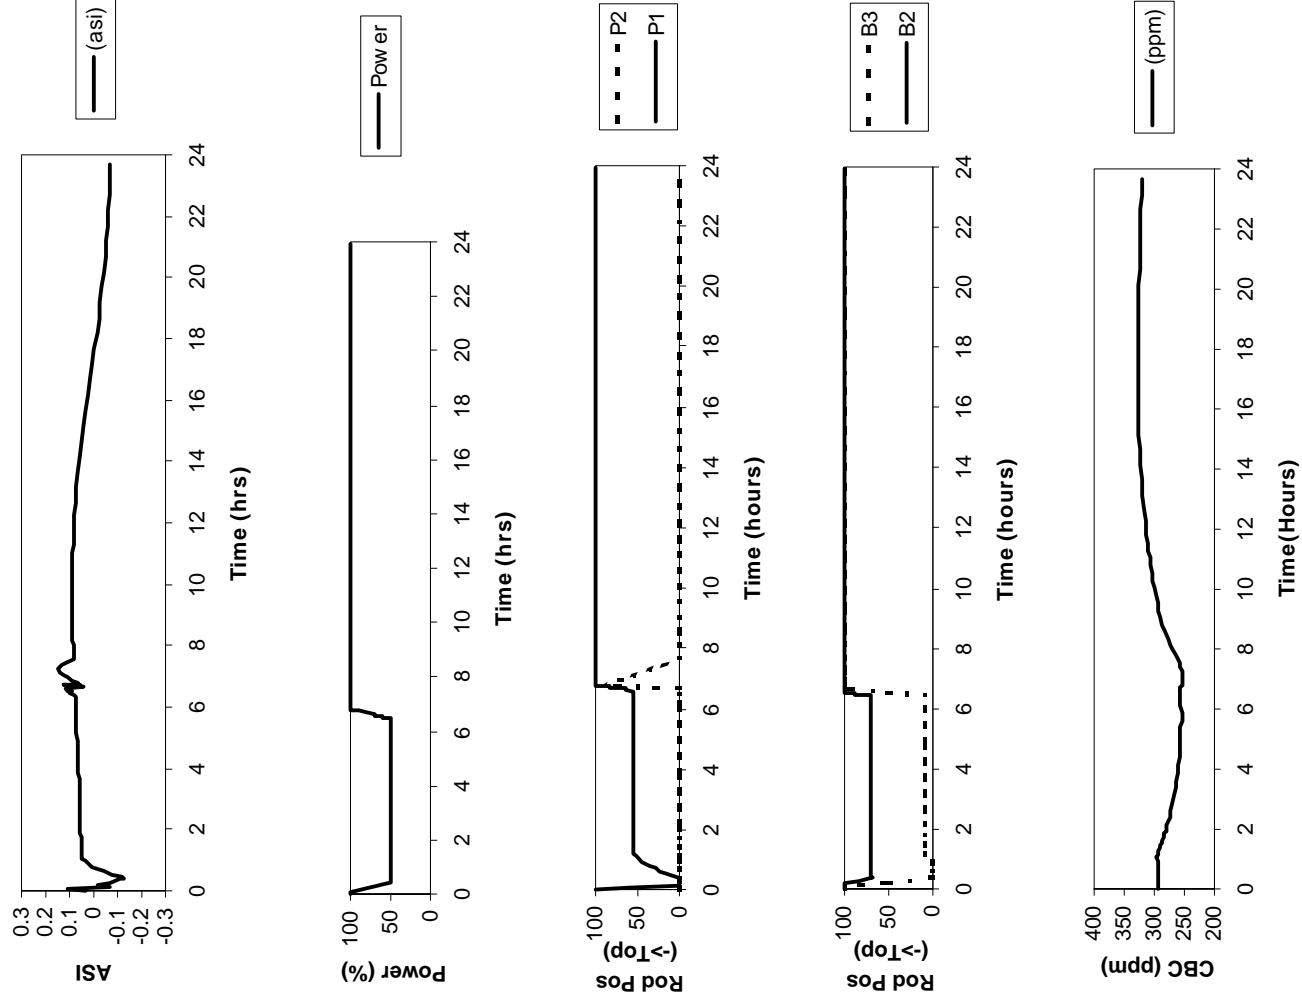 ASI
0.3
0.2
0.1
0
-0.1
-0.2
-0.3
0 2 4 6 8 10 12 14 16 18 20 22 24
Time (hrs)
(asi)
Power (%)
100
50
0
0 2 4 6 8 10 12 14 16 18 20 22 24
Time (hrs)
Power
Rod Pos
(->Top)
100
50
0
0 2 4 6 8 10 12 14 16 18 20 22 24
Time (hours)
P2
P1
Rod Pos
(->Top)
100
50
0
0 2 4 6 8 10 12 14 16 18 20 22 24
Time (hours)
B3
B2
CBC (ppm)
400
350
300
250
200
0 2 4 6 8 10 12 14 16 18 20 22 24
Time(Hours)
(ppm)